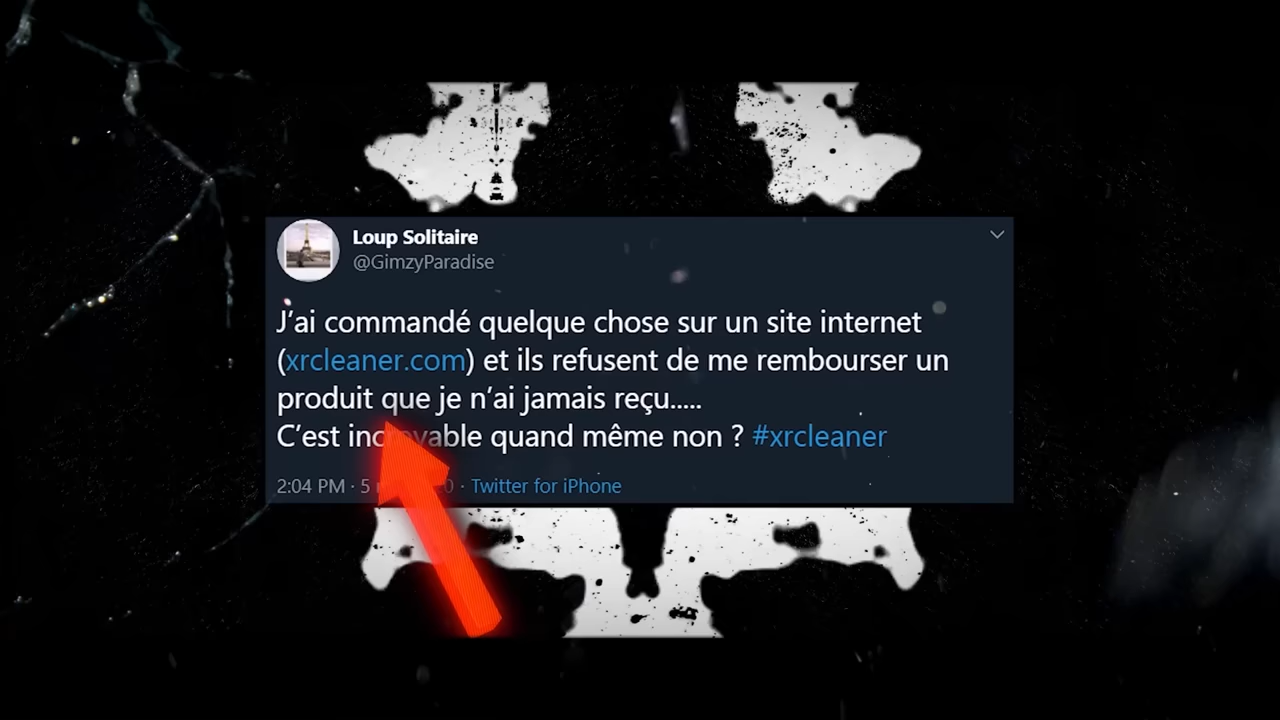 Loup Solitaire
@GimzyParadise
J'ai commandé quelque chose sur un site internet
(xrcleaner.com) et ils refusent de me rembourser un
produit que je n'ai jamais reçu.....
C'est quand même non ? #xrcleaner
2:04 PM · 5 · Twitter for iPhone